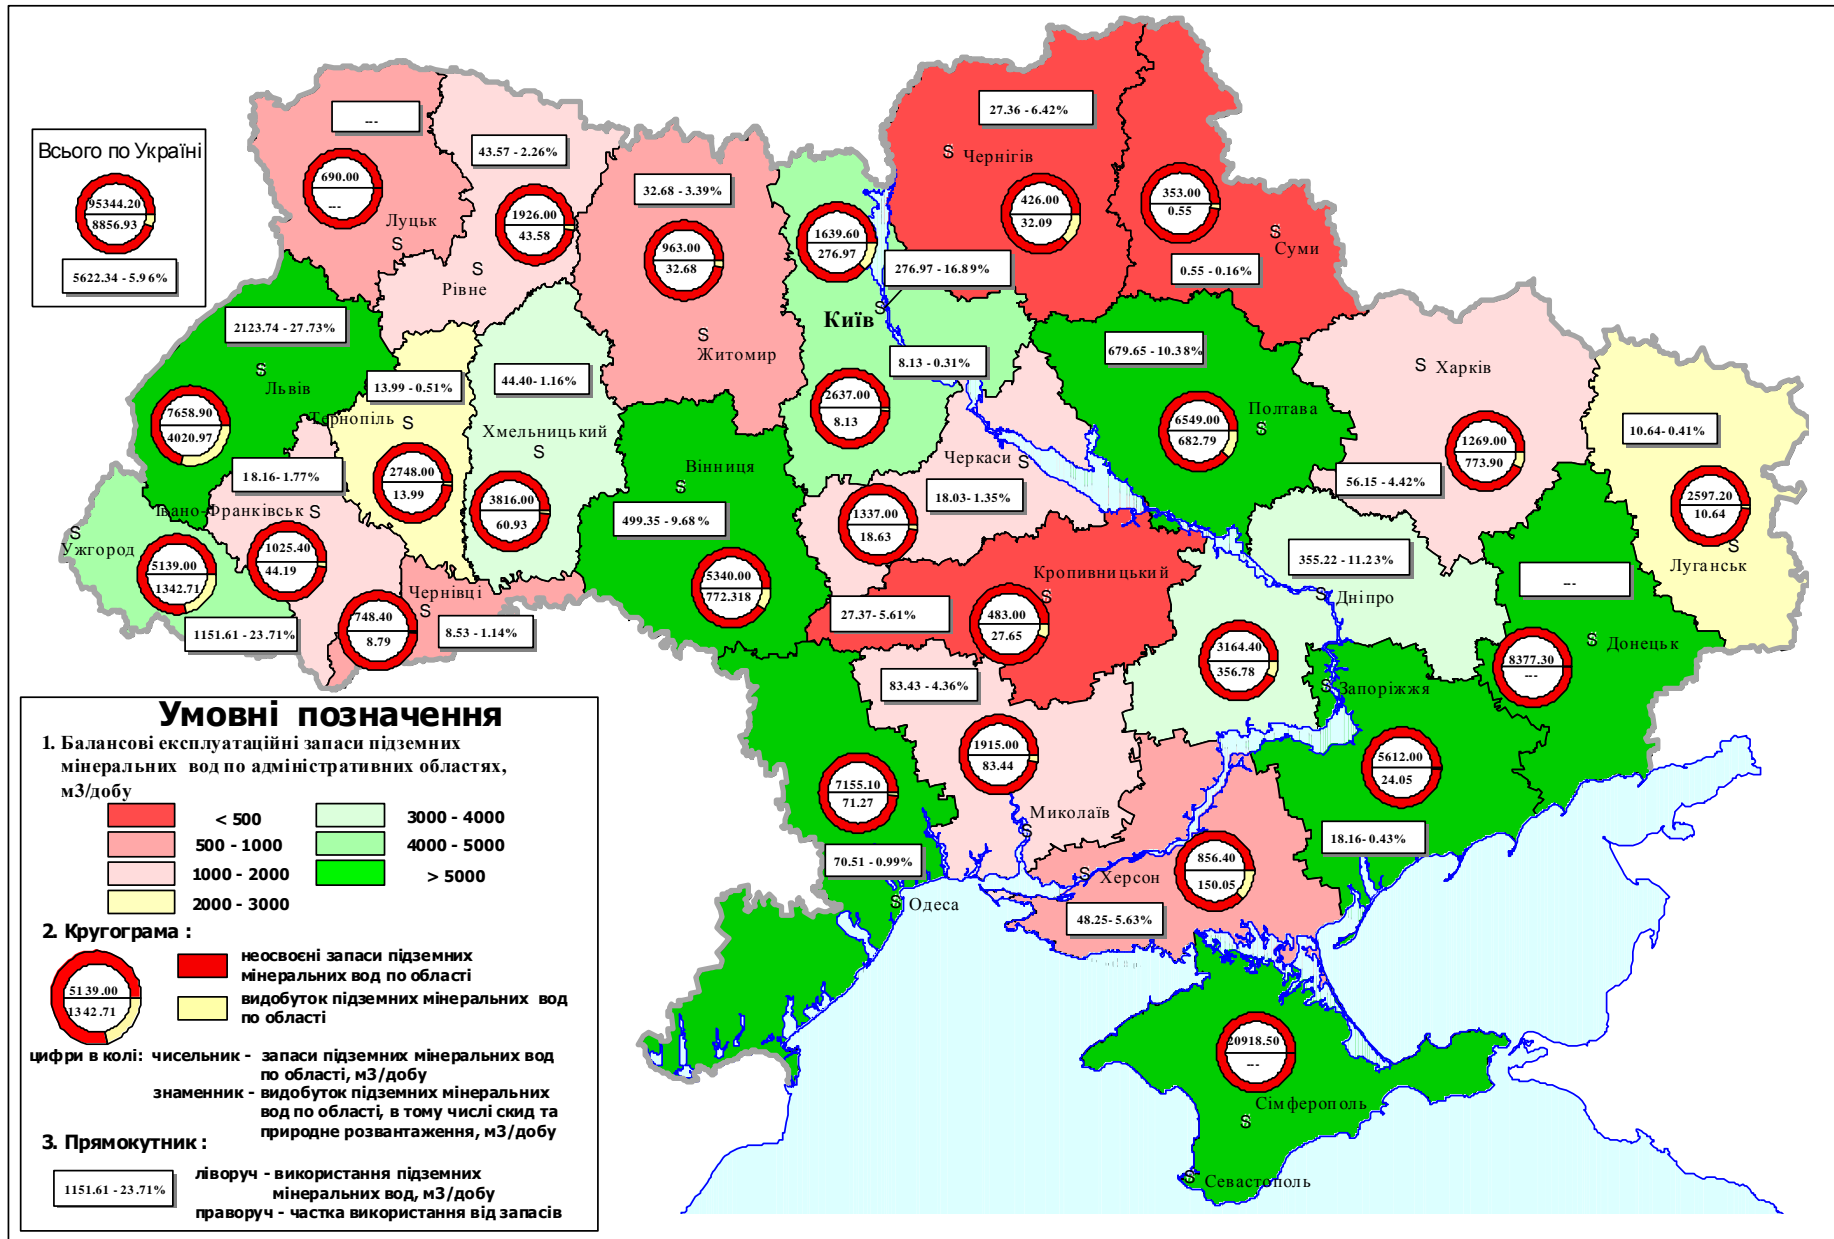 Всього по Україні
95344.20
8856.93
5622.34 - 5.96%
---
690.00
---
Луцьк
S
43.57 - 2.26%
1926.00
43.58
S
Рівне
32.68 - 3.39%
963.00
32.68
S
Житомир
1639.60
276.97
276.97 - 16.89%
S
Київ
8.13 - 0.31%
2637.00
8.13
27.36 - 6.42%
S Чернігів
426.00
32.09
353.00
0.55
S
Суми
0.55 - 0.16%
2123.74 - 27.73%
S
Львів
7658.90
4020.97
13.99 - 0.51%
Тернопіль S
2748.00
13.99
44.40 - 1.16%
Хмельницький
S
3816.00
60.93
Вінниця
S
499.35 - 9.68%
5340.00
772.318
Черкаси S
18.03- 1.35%
1337.00
18.63
679.65 - 10.38%
Полтава
S
6549.00
682.79
S Харків
1269.00
773.90
56.15 - 4.42%
10.64- 0.41%
2597.20
10.64
S
Луганськ
18.16- 1.77%
Івано-Франківськ S
1025.40
44.19
S
Ужгород
5139.00
1342.71
1151.61 - 23.71%
Чернівці
S
748.40
8.79
8.53 - 1.14%
Кропивницький
S
27.37- 5.61%
483.00
27.65
355.22 - 11.23%
S Дніпро
3164.40
356.78
---
S Донецьк
8377.30
---
S Запоріжжя
5612.00
24.05
18.16- 0.43%
83.43 - 4.36%
1915.00
83.44
Миколаїв
S
7155.10
71.27
70.51 - 0.99%
S Одеса
856.40
150.05
S Херсон
48.25- 5.63%
20918.50
---
Сімферополь
S
S Севастополь
Умовні позначення
1. Балансові експлуатаційні запаси підземних
мінеральних вод по адміністративних областях,
м3/добу
< 500
500 - 1000
1000 - 2000
2000 - 3000
3000 - 4000
4000 - 5000
> 5000
2. Кругограма :
5139.00
1342.71
неосвоєні запаси підземних
мінеральних вод по області
видобуток підземних мінеральних вод
по області
цифри в колі: чисельник - запаси підземних мінеральних вод
по області, м3/добу
знаменник - видобуток підземних мінеральних
вод по області, в тому числі скид та
природне розвантаження, м3/добу
3. Прямокутник :
1151.61 - 23.71%
ліворуч - використання підземних
мінеральних вод, м3/добу
праворуч - частка використання від запасів